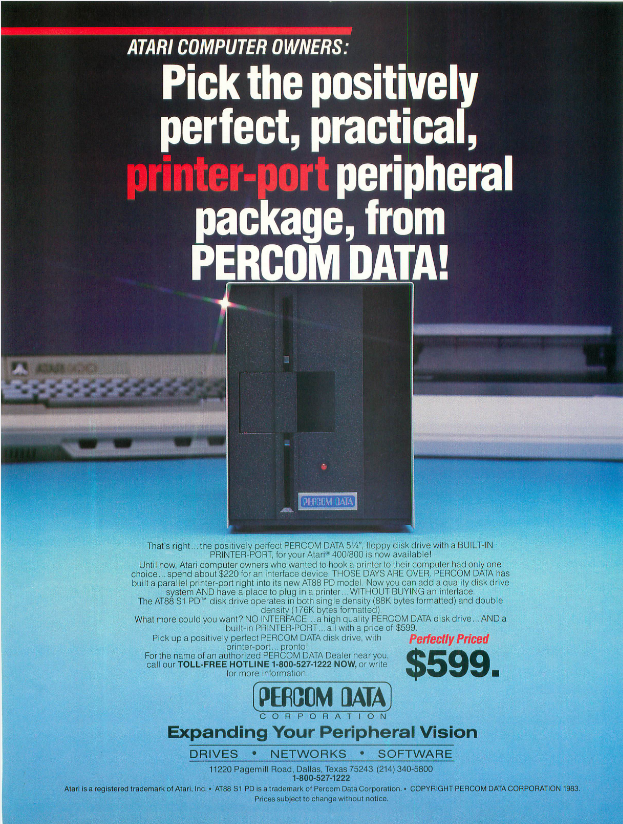 ATARI COMPUTER OWNERS:
Pick the positively
perfect, practical,
printer-port peripheral
package, from
PERCOM DATA!
ATARI 800
PERCOM DATA
That's right...the positively perfect PERCOM DATA 5¼", floppy disk drive with a BUILT-IN
PRINTER-PORT, for your Atari® 400/800 is now available!
Until now, Atari computer owners who wanted to hook a printer to their computer had only one
choice... spend about $220 for an interface device. THOSE DAYS ARE OVER. PERCOM DATA has
built a parallel printer-port right into its new AT88 PD model. Now you can add a quality disk drive
system AND have a place to plug in a printer... WITHOUT BUYING an interface.
The AT88 S1 PD™ disk drive operates in both single density (88K bytes formatted) and double
density (176K bytes formatted).
What more could you want? NO INTERFACE... a high quality PERCOM DATA disk drive... AND a
built-in PRINTER-PORT... all with a price of $599.
Pick up a positively perfect PERCOM DATA disk drive, with
printer-port... pronto!
For the name of an authorized PERCOM DATA Dealer near you,
call our TOLL-FREE HOTLINE 1-800-527-1222 NOW, or write
for more information.
Perfectly Priced
$599.
PERCOM DATA
CORPORATION
Expanding Your Peripheral Vision
DRIVES • NETWORKS • SOFTWARE
11220 Pagemill Road, Dallas, Texas 75243 (214) 340-5800
1-800-527-1222
Atari is a registered trademark of Atari, Inc. • AT88 S1 PD is a trademark of Percom Data Corporation. • COPYRIGHT PERCOM DATA CORPORATION 1983.
Prices subject to change without notice.